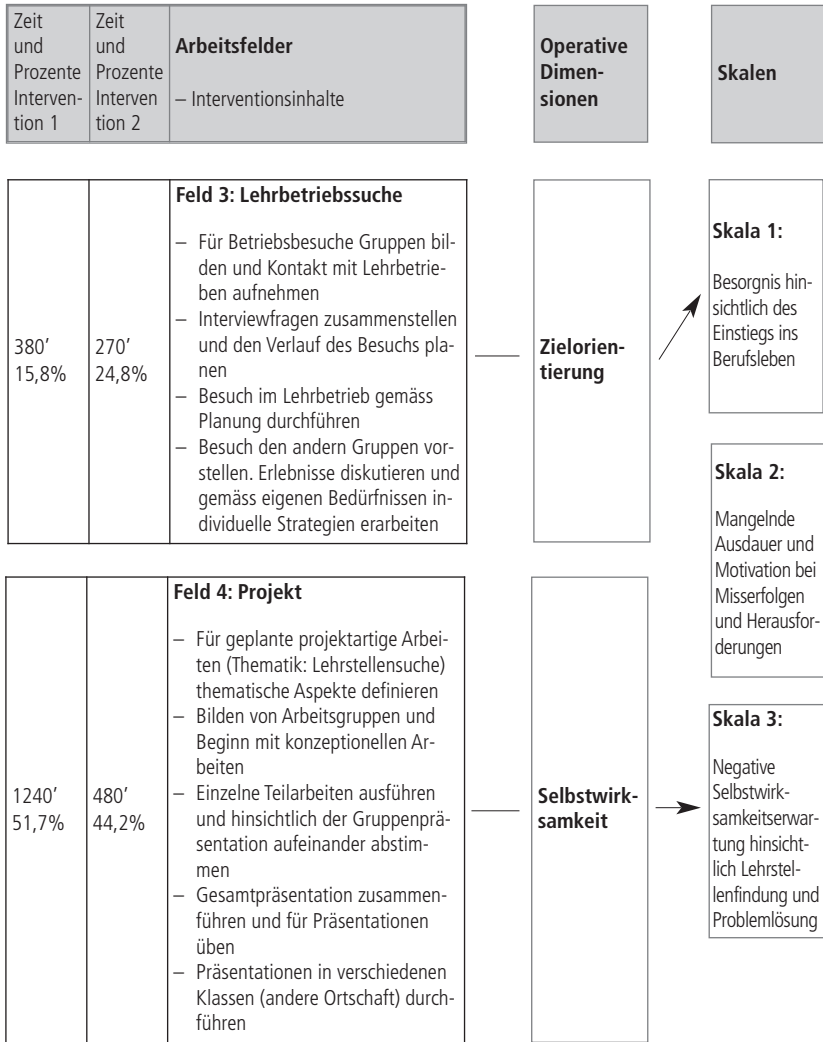 Zeit
und
Prozente
Interven-
tion 1
Zeit
und
Prozente
Interven
tion 2
Arbeitsfelder
– Interventionsinhalte
Operative
Dimen-
sionen
Skalen
380’
15,8%
270’
24,8%
Feld 3: Lehrbetriebssuche
– Für Betriebsbesuche Gruppen bil-
den und Kontakt mit Lehrbetrie-
ben aufnehmen
– Interviewfragen zusammenstellen
und den Verlauf des Besuchs pla-
nen
– Besuch im Lehrbetrieb gemäss
Planung durchführen
– Besuch den andern Gruppen vor-
stellen. Erlebnisse diskutieren und
gemäss eigenen Bedürfnissen in-
dividuelle Strategien erarbeiten
Zielorien-
tierung
Skala 1:
Besorgnis hin-
sichtlich des
Einstiegs ins
Berufsleben
Skala 2:
Mangelnde
Ausdauer und
Motivation bei
Misserfolgen
und Herausfor-
derungen
1240’
51,7%
480’
44,2%
Feld 4: Projekt
– Für geplante projektartige Arbei-
ten (Thematik: Lehrstellensuche)
thematische Aspekte definieren
– Bilden von Arbeitsgruppen und
Beginn mit konzeptionellen Ar-
beiten
– Einzelne Teilarbeiten ausführen
und hinsichtlich der Gruppenprä-
sentation aufeinander abstim-
men
– Gesamtpräsentation zusammen-
führen und für Präsentationen
üben
– Präsentationen in verschiedenen
Klassen (andere Ortschaft) durch-
führen
Selbstwirk-
samkeit
Skala 3:
Negative
Selbstwirk-
samkeitserwar-
tung hinsicht-
lich Lehrstel-
lenfindung und
Problemlösung